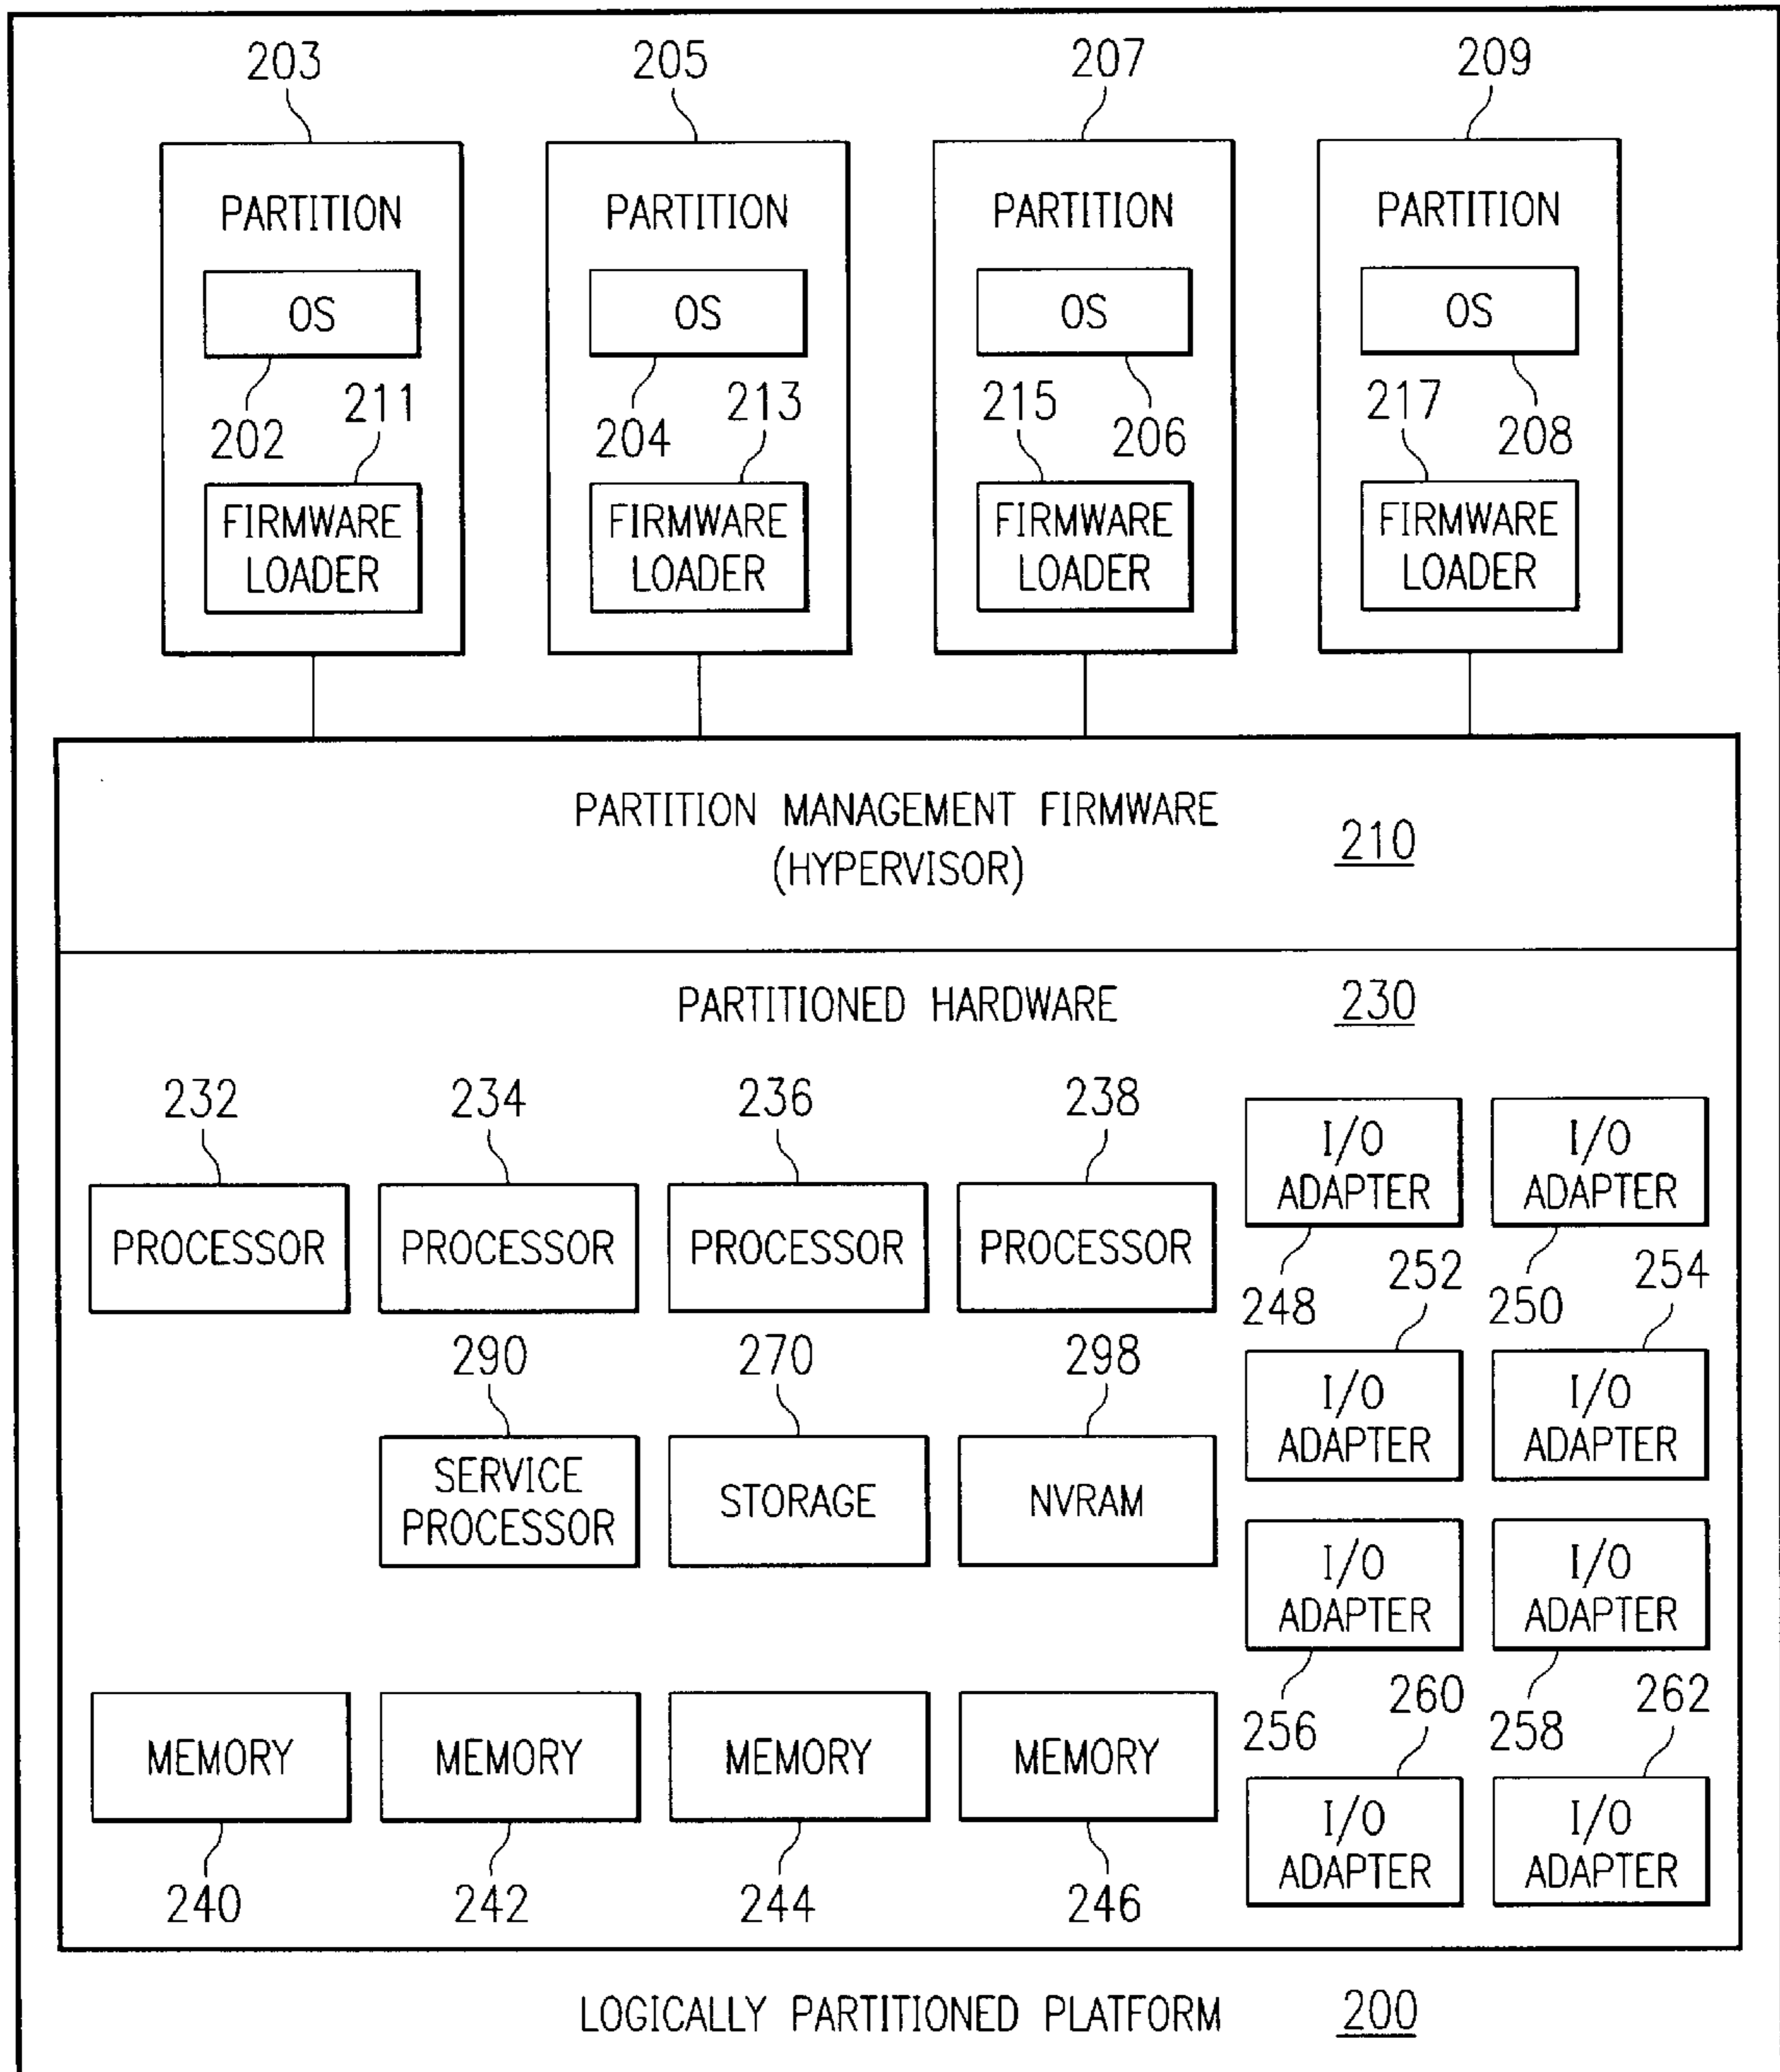 203 205 207 209
PARTITION PARTITION PARTITION PARTITION
OS OS OS OS
211 213 215 217
202 204 206 208
FIRMWARE LOADER FIRMWARE LOADER FIRMWARE LOADER FIRMWARE LOADER
PARTITION MANAGEMENT FIRMWARE
(HYPERVISOR) 210
PARTITIONED HARDWARE 230
232 234 236 238
PROCESSOR PROCESSOR PROCESSOR PROCESSOR
290 270 298
SERVICE PROCESSOR STORAGE NVRAM
MEMORY MEMORY MEMORY MEMORY
240 242 244 246
I/O ADAPTER I/O ADAPTER
248 252 250 254
I/O ADAPTER I/O ADAPTER
I/O ADAPTER I/O ADAPTER
256 260 258 262
I/O ADAPTER I/O ADAPTER
LOGICALLY PARTITIONED PLATFORM 200